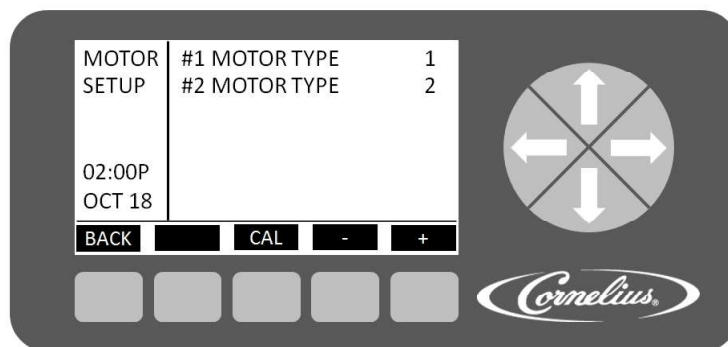 MOTOR SETUP
#1 MOTOR TYPE 1
#2 MOTOR TYPE 2
02:00P
OCT 18
BACK CAL - +
Cornelius®